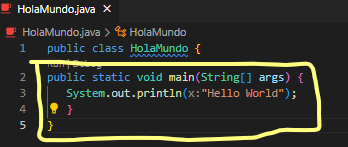 HolaMundo.java ×
HolaMundo.java > HolaMundo
1 public class HolaMundo {
Run | Debug
2 public static void main(String[] args) {
3 System.out.println(x:"Hello World");
4 }
5 }